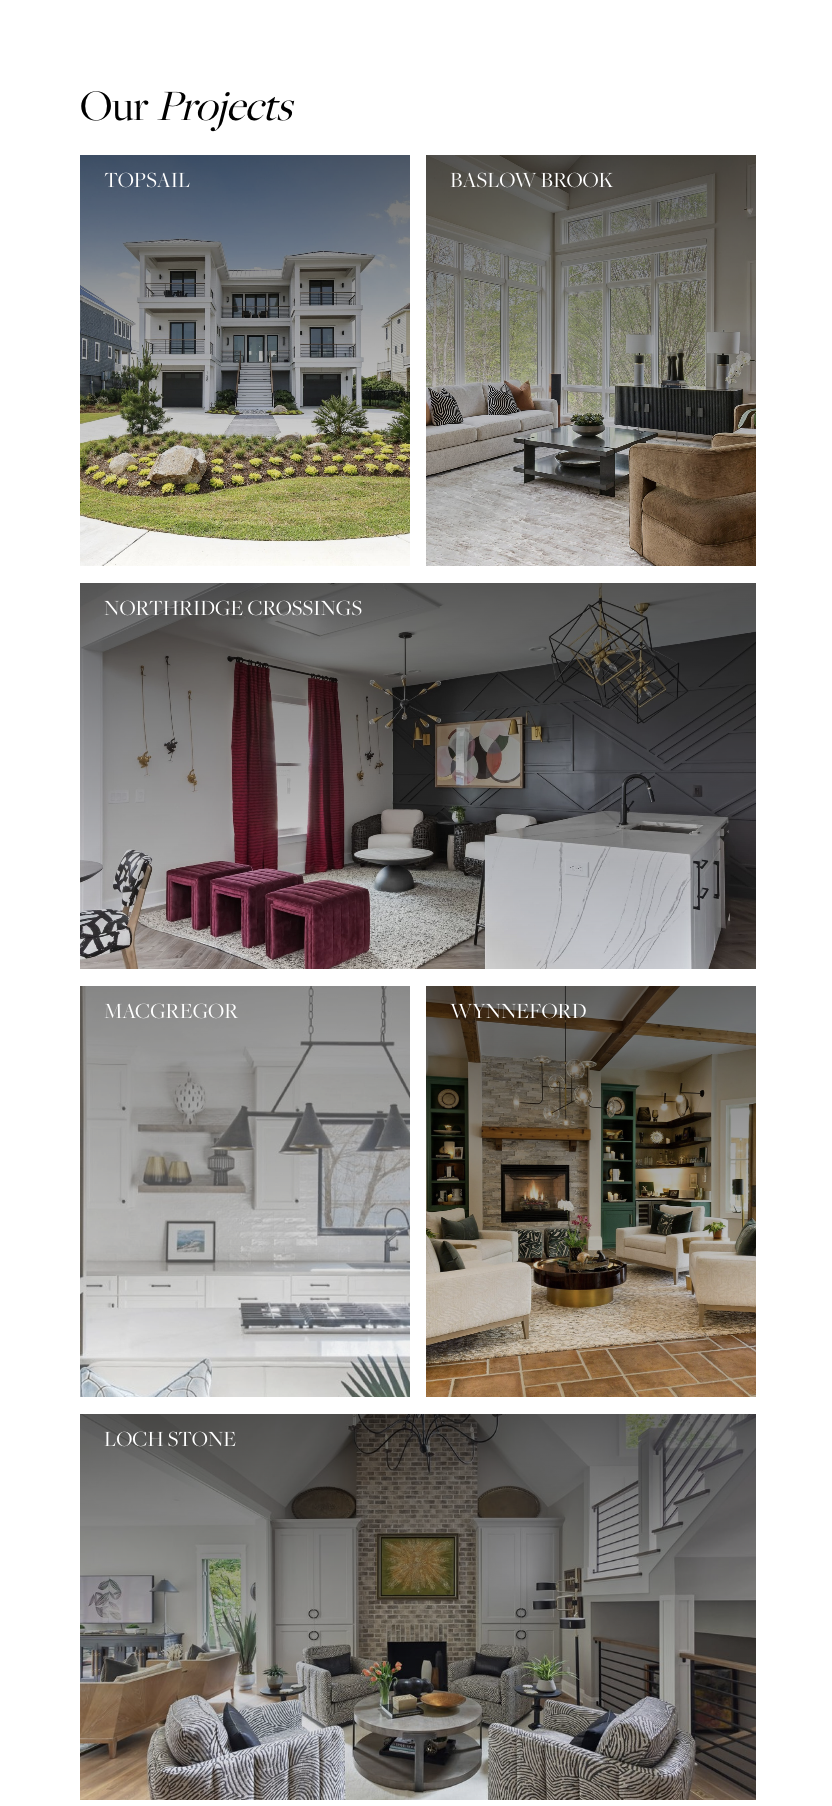 Our Projects
TOPSAIL
BASLOW BROOK
NORTHRIDGE CROSSINGS
MACGREGOR
WYNNEFORD
LOCH STONE